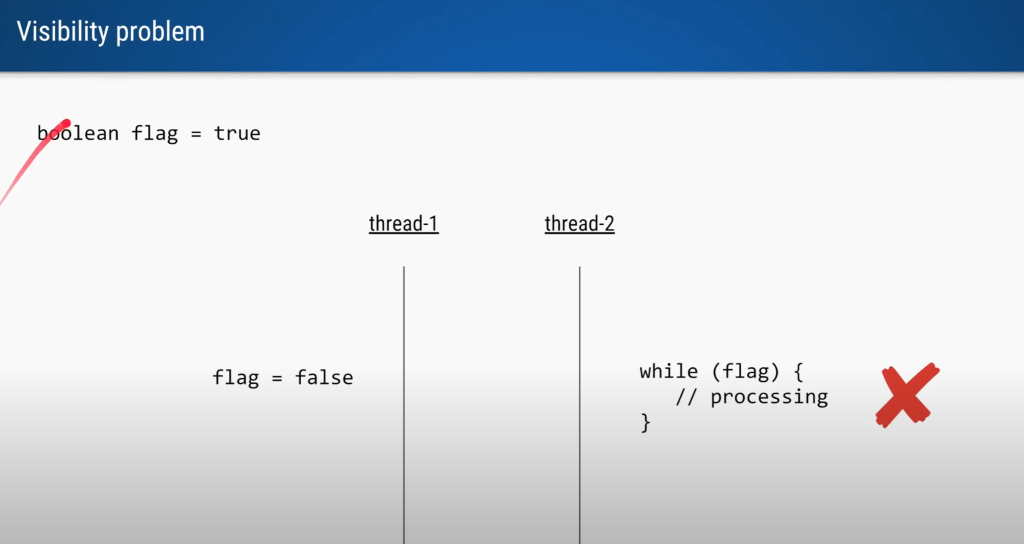 Visibility problem
boolean flag = true
thread-1
thread-2
flag = false
while (flag) {
// processing
}